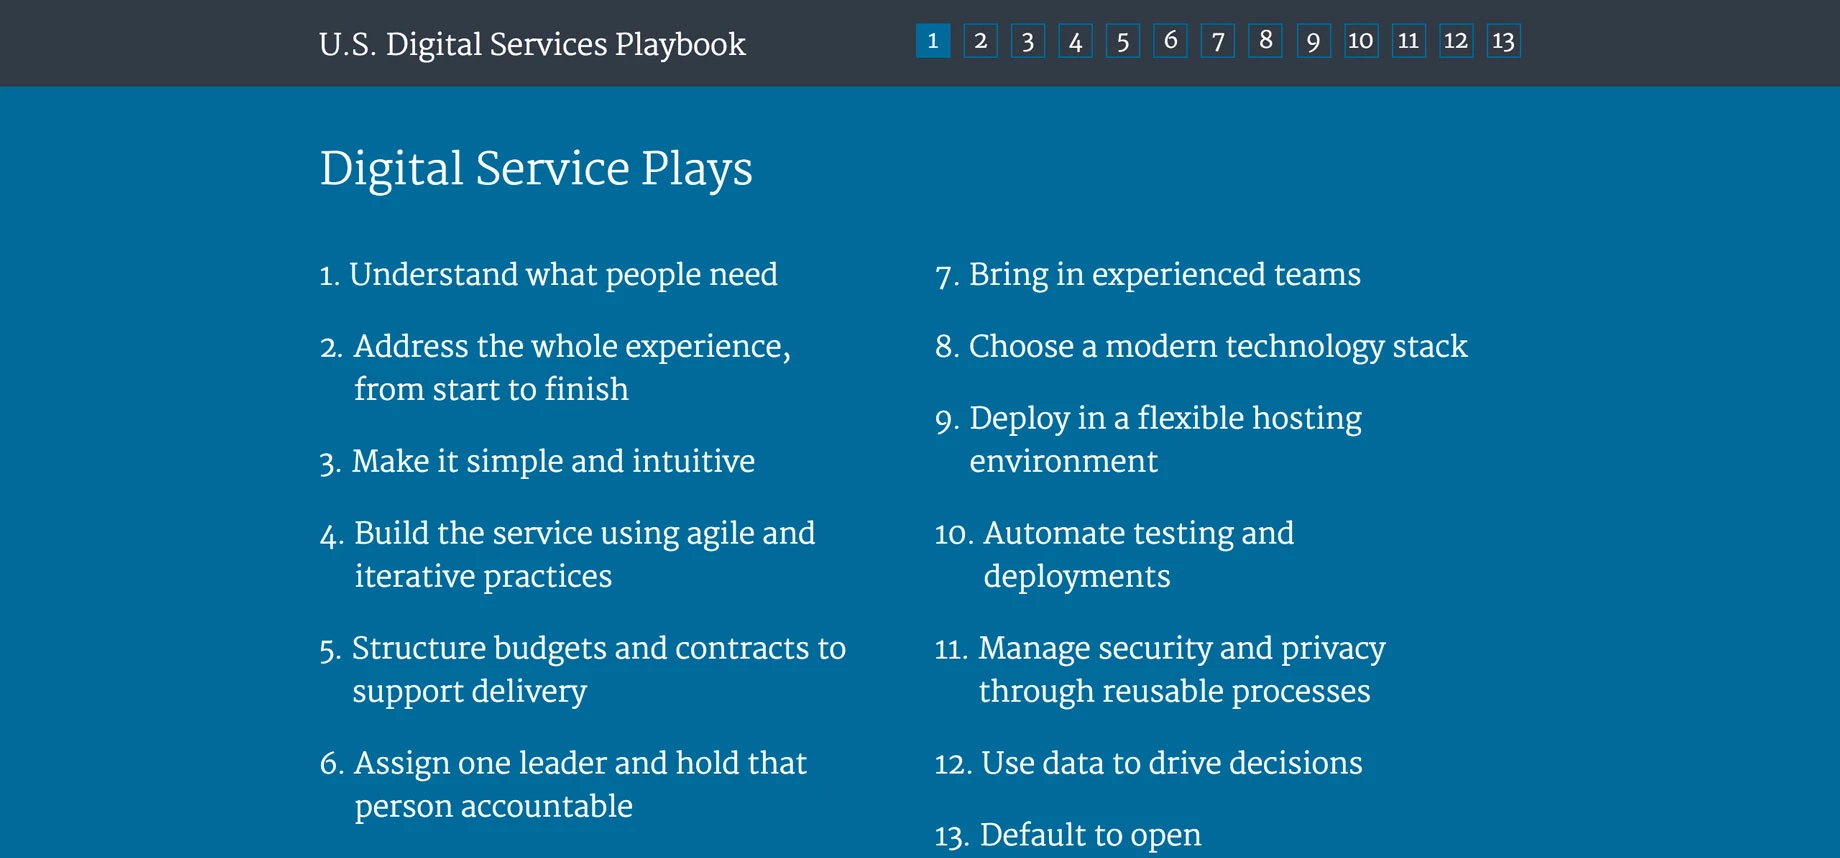 U.S. Digital Services Playbook
1 2 3 4 5 6 7 8 9 10 11 12 13
Digital Service Plays
1. Understand what people need
2. Address the whole experience,
from start to finish
3. Make it simple and intuitive
4. Build the service using agile and
iterative practices
5. Structure budgets and contracts to
support delivery
6. Assign one leader and hold that
person accountable
7. Bring in experienced teams
8. Choose a modern technology stack
9. Deploy in a flexible hosting
environment
10. Automate testing and
deployments
11. Manage security and privacy
through reusable processes
12. Use data to drive decisions
13. Default to open